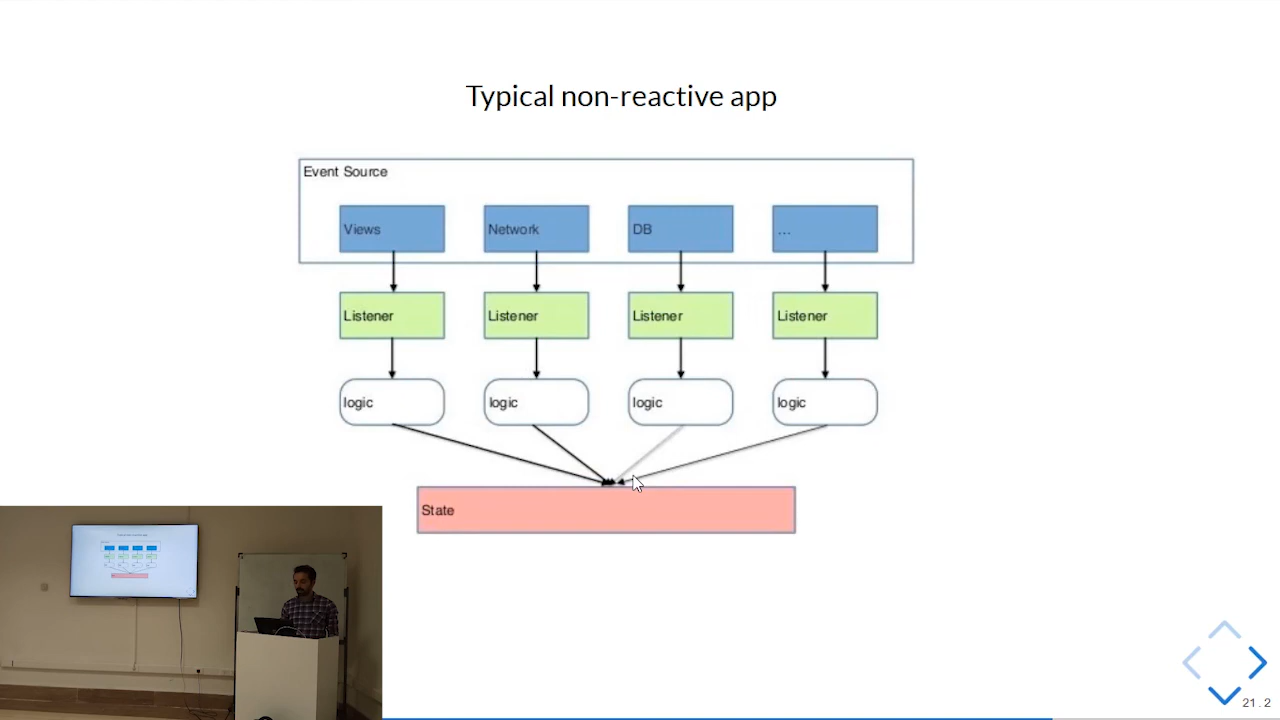 Typical non-reactive app
Event Source
Views
Network
DB
...
Listener
Listener
Listener
Listener
logic
logic
logic
logic
State
21.2